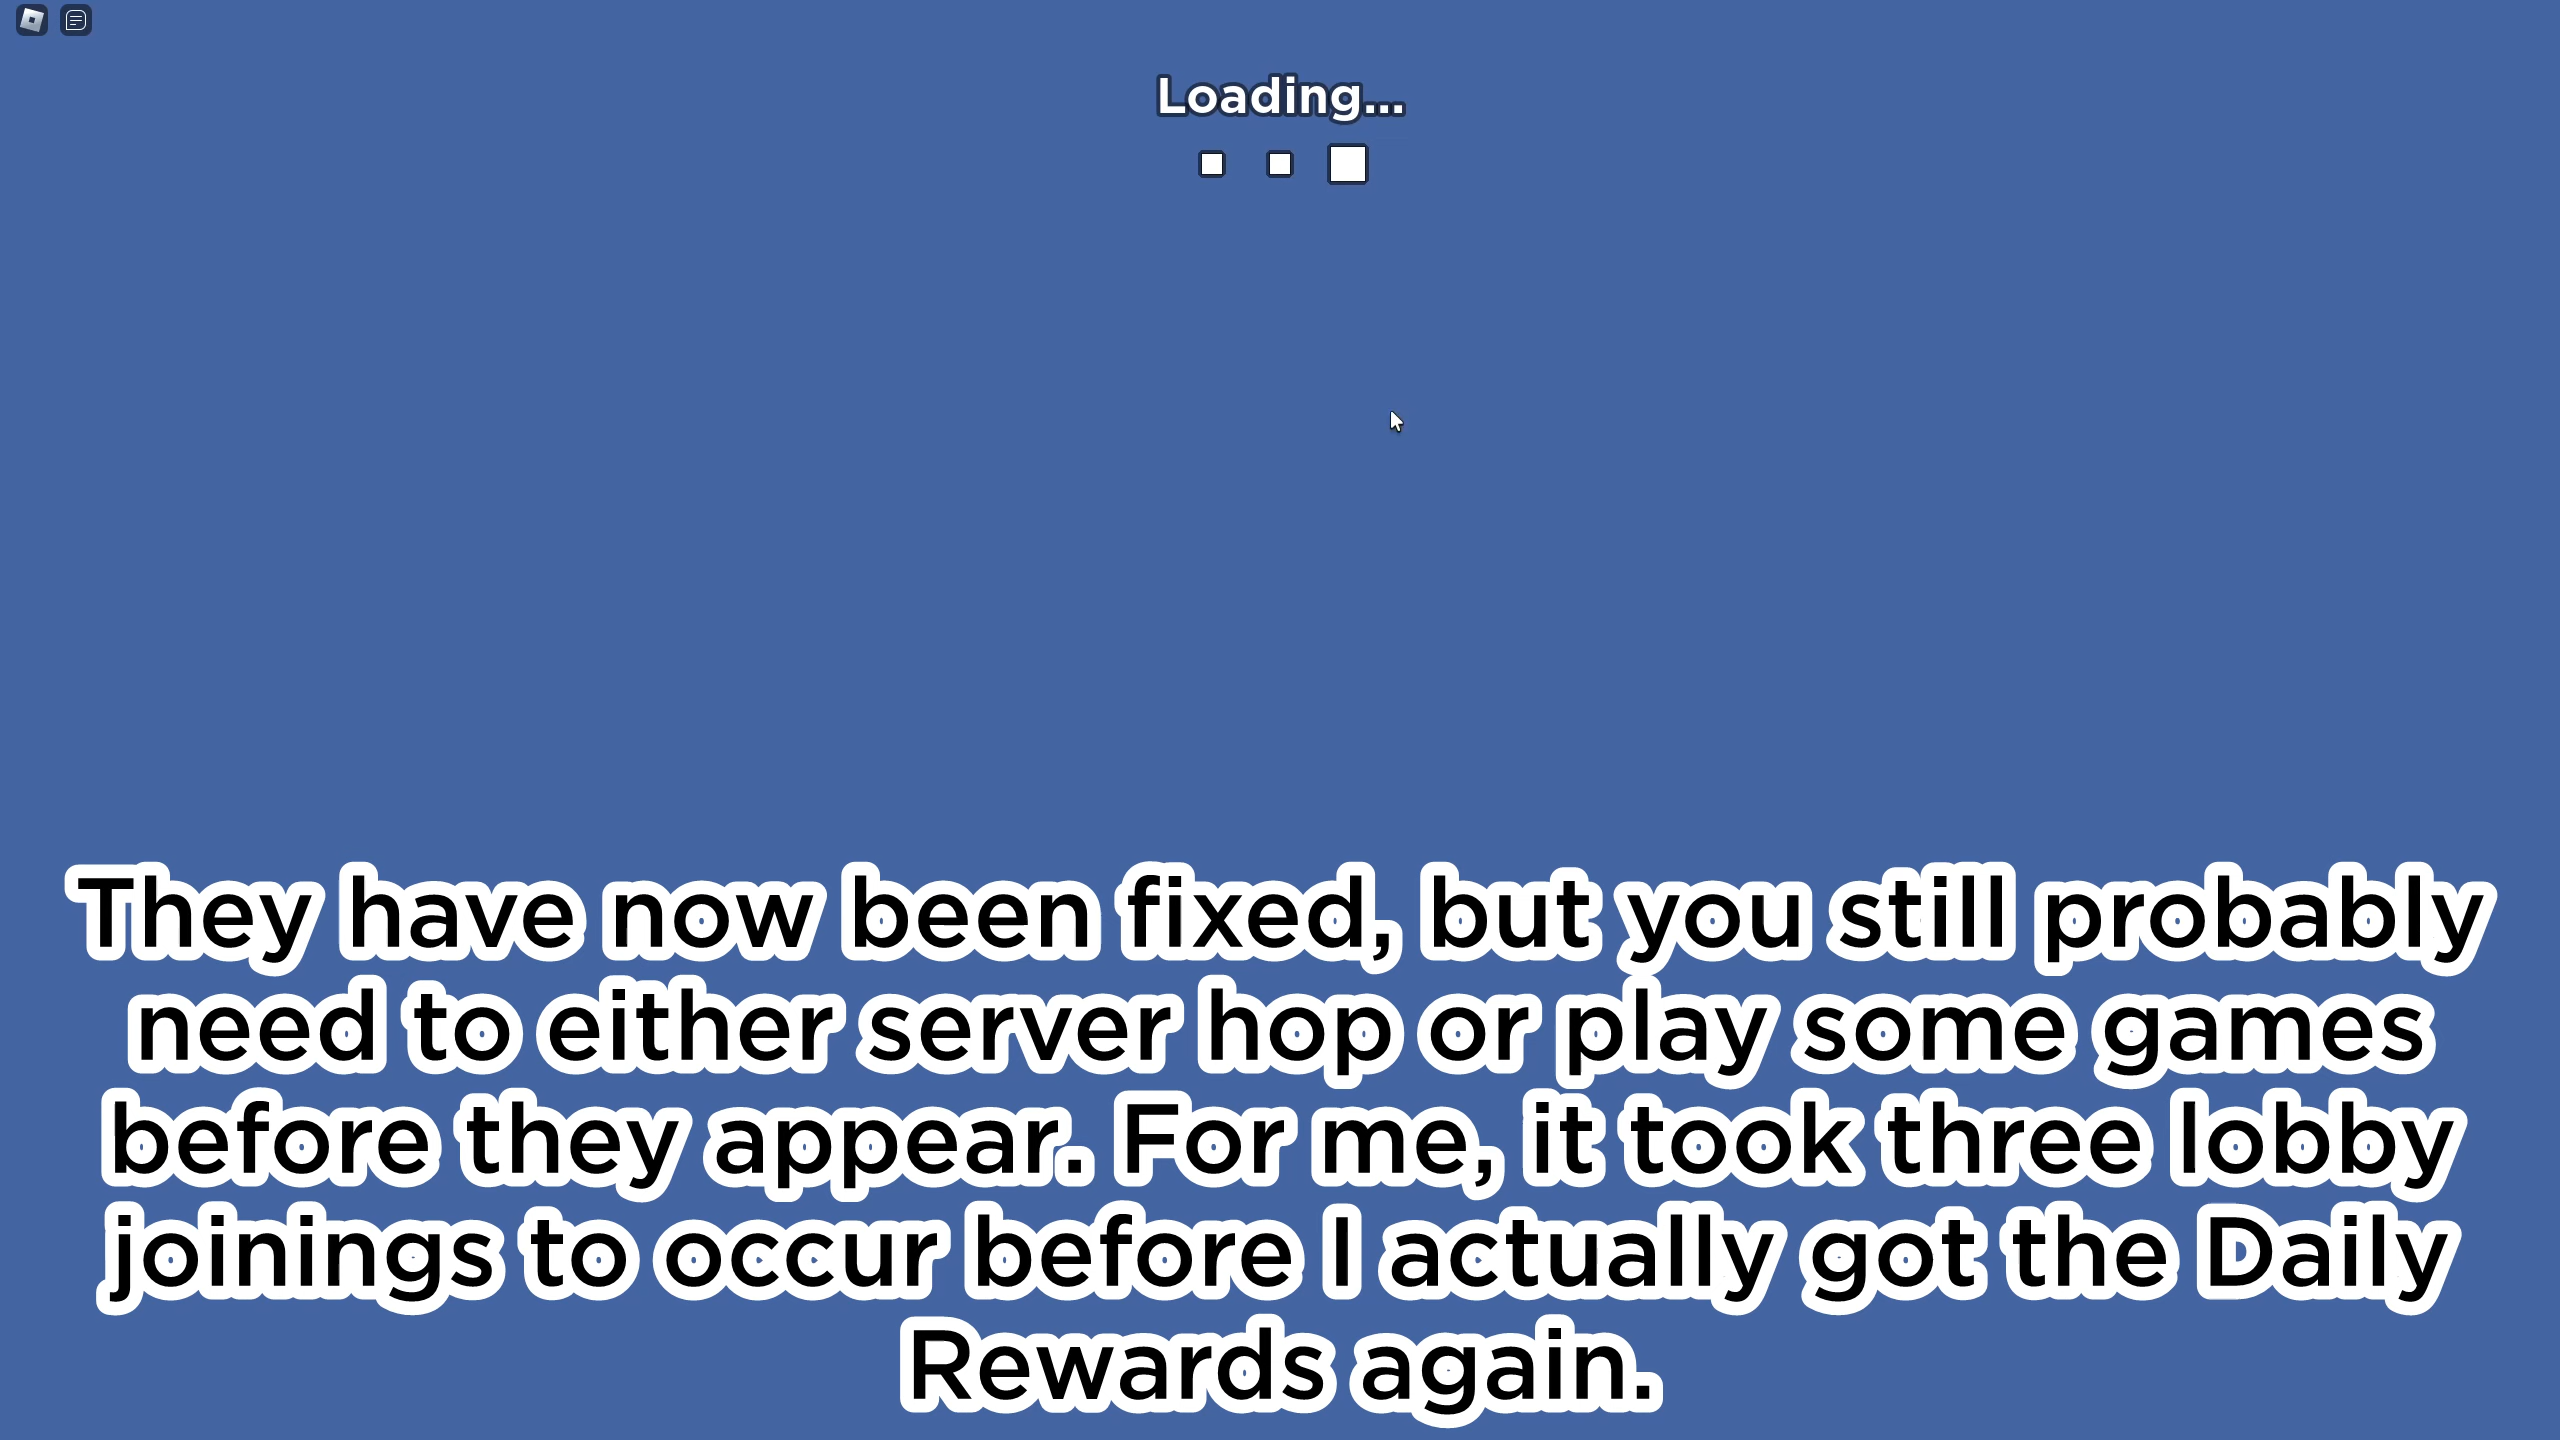 Loading...
They have now been fixed, but you still probably
need to either server hop or play some games
before they appear. For me, it took three lobby
joinings to occur before I actually got the Daily
Rewards again.